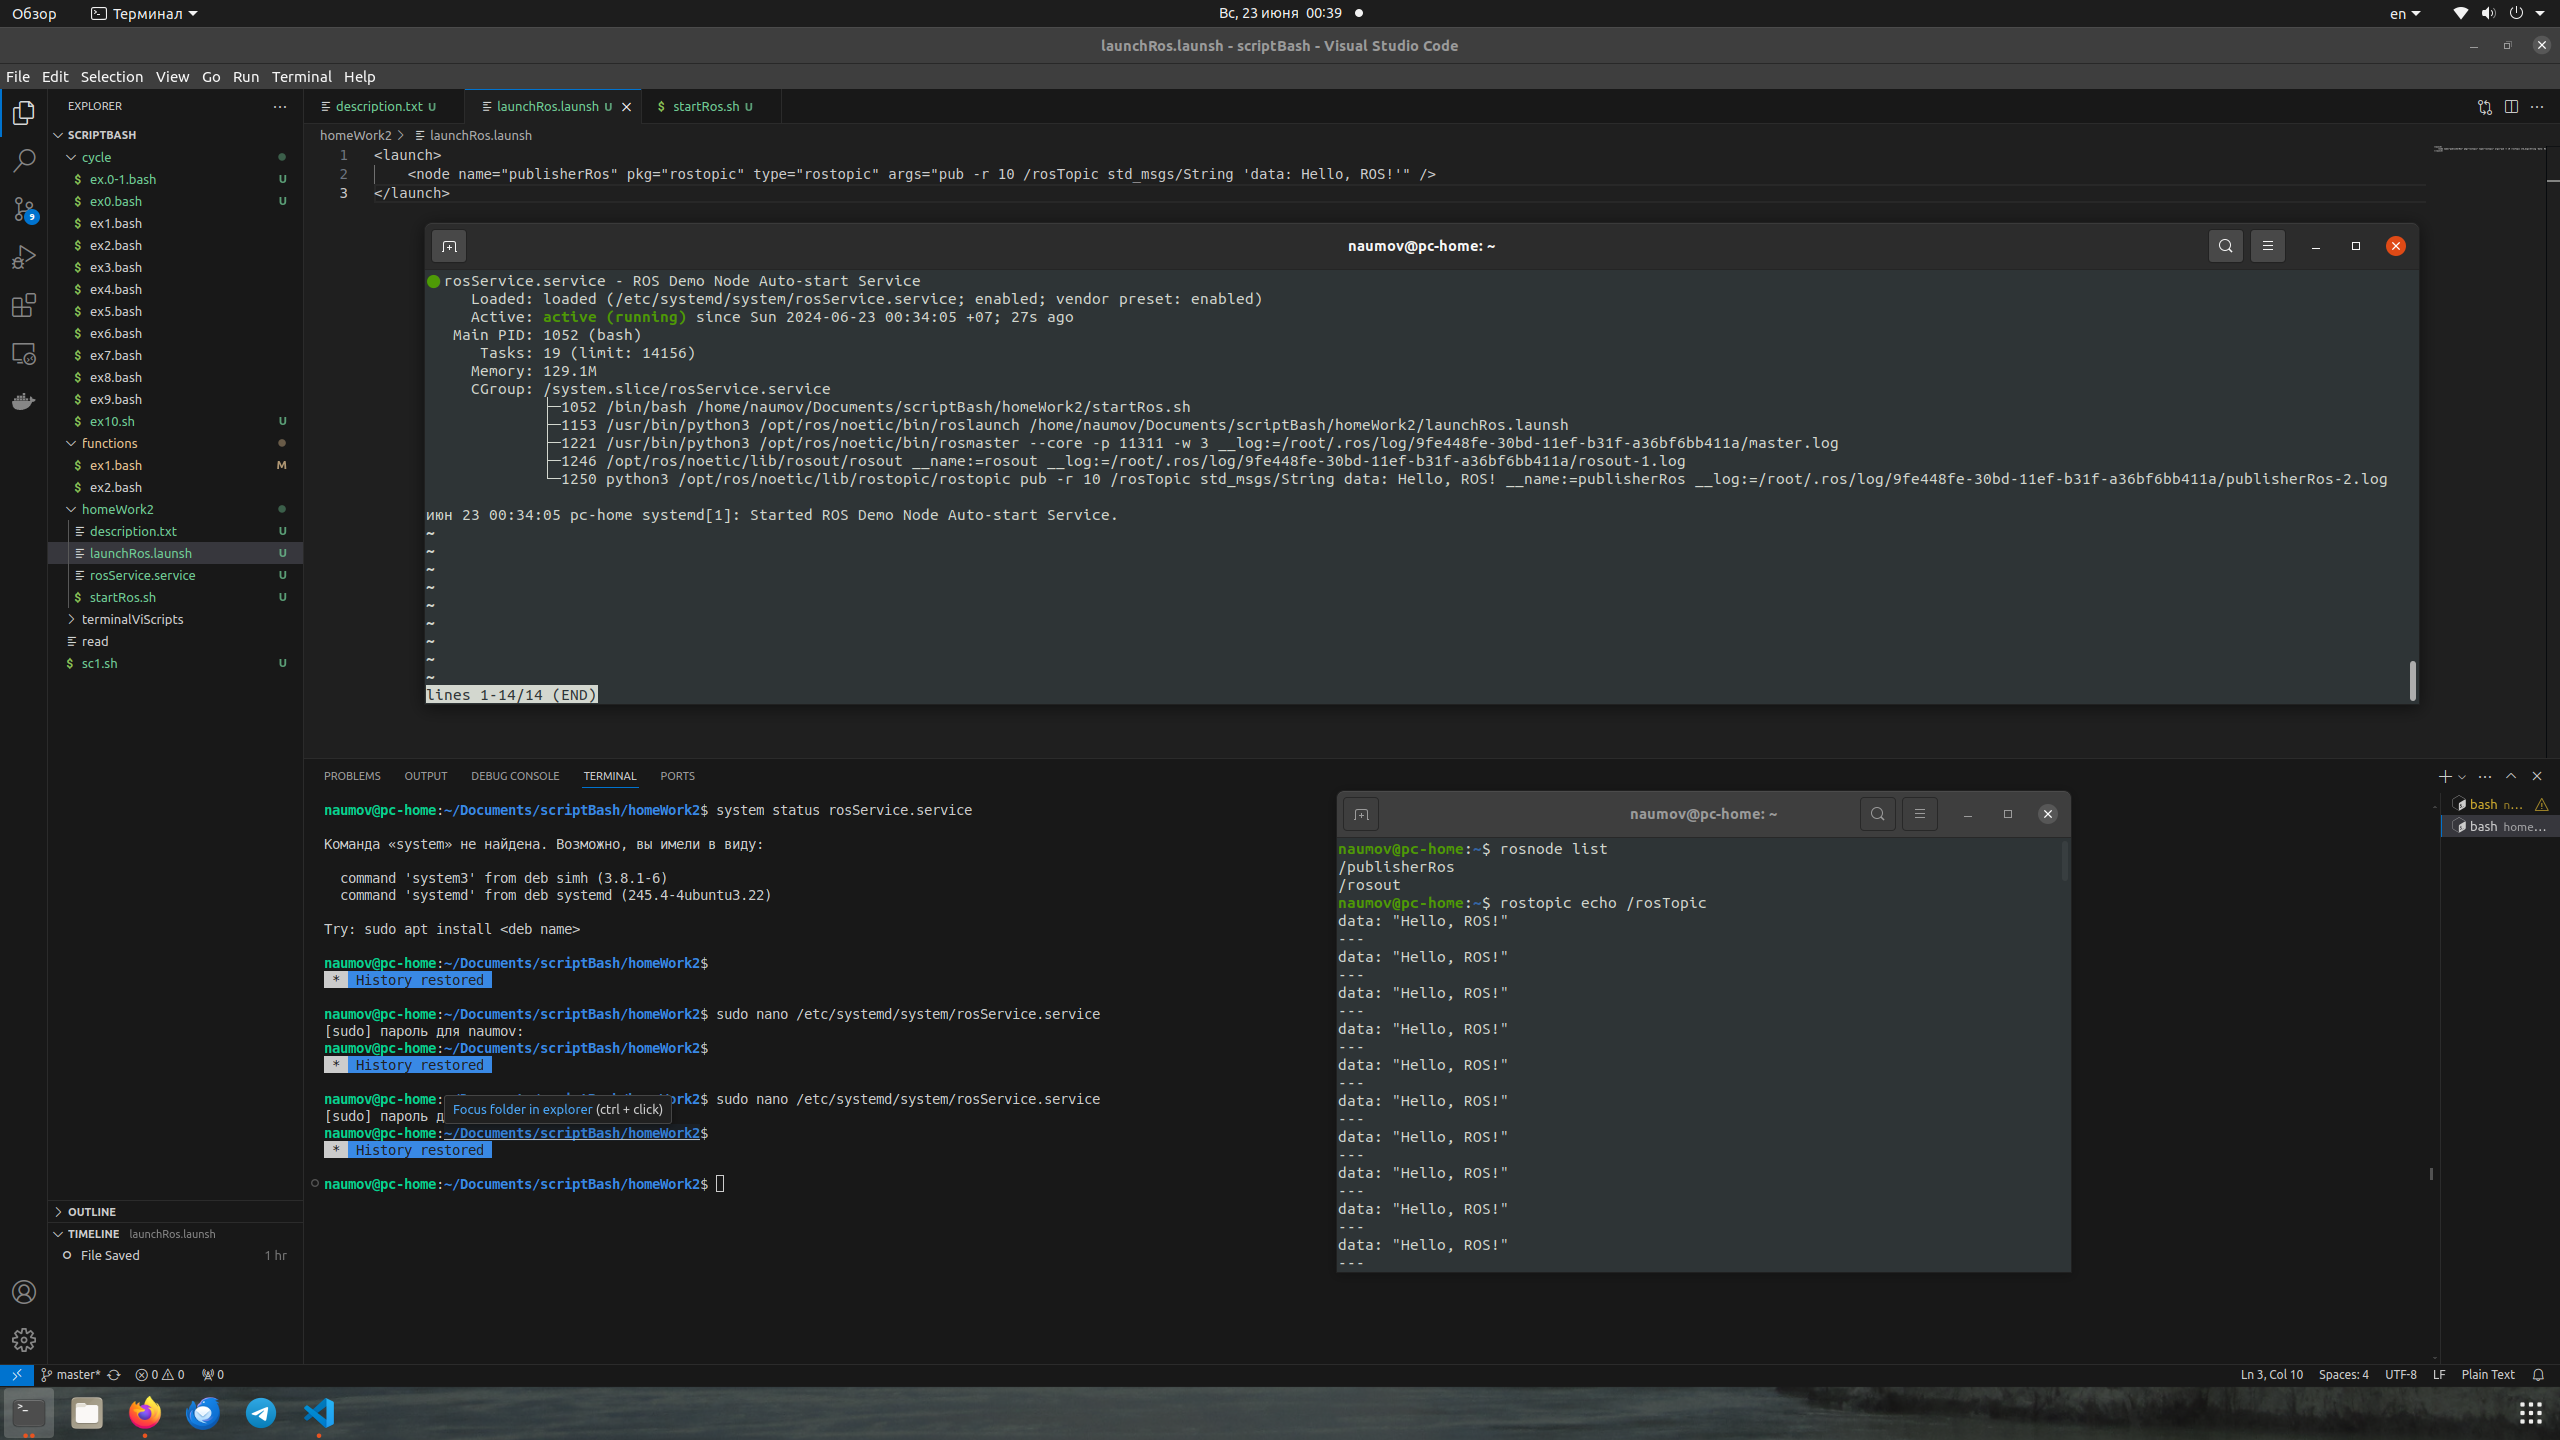 Обзор
Терминал
Вс, 23 июня 00:39
en
launchRos.launsh - scriptBash - Visual Studio Code
File Edit Selection View Go Run Terminal Help
EXPLORER
SCRIPTBASH
cycle
ex.0-1.bash U
ex0.bash U
ex1.bash
ex2.bash
ex3.bash
ex4.bash
ex5.bash
ex6.bash
ex7.bash
ex8.bash
ex9.bash
ex10.sh U
functions
ex1.bash M
ex2.bash
homeWork2
description.txt U
launchRos.launsh U
rosService.service U
startRos.sh U
terminalViScripts
read
sc1.sh U
9
OUTLINE
TIMELINE launchRos.launsh
File Saved 1 hr
description.txt U
launchRos.launsh U
startRos.sh U
homeWork2 > launchRos.launsh
1 <launch>
2 <node name="publisherRos" pkg="rostopic" type="rostopic" args="pub -r 10 /rosTopic std_msgs/String 'data: Hello, ROS!'" />
3 </launch>
naumov@pc-home: ~
rosService.service - ROS Demo Node Auto-start Service
Loaded: loaded (/etc/systemd/system/rosService.service; enabled; vendor preset: enabled)
Active: active (running) since Sun 2024-06-23 00:34:05 +07; 27s ago
Main PID: 1052 (bash)
Tasks: 19 (limit: 14156)
Memory: 129.1M
CGroup: /system.slice/rosService.service
├─1052 /bin/bash /home/naumov/Documents/scriptBash/homeWork2/startRos.sh
├─1153 /usr/bin/python3 /opt/ros/noetic/bin/roslaunch /home/naumov/Documents/scriptBash/homeWork2/launchRos.launsh
├─1221 /usr/bin/python3 /opt/ros/noetic/bin/rosmaster --core -p 11311 -w 3 __log:=/root/.ros/log/9fe448fe-30bd-11ef-b31f-a36bf6bb411a/master.log
├─1246 /opt/ros/noetic/lib/rosout/rosout __name:=rosout __log:=/root/.ros/log/9fe448fe-30bd-11ef-b31f-a36bf6bb411a/rosout-1.log
└─1250 python3 /opt/ros/noetic/lib/rostopic/rostopic pub -r 10 /rosTopic std_msgs/String data: Hello, ROS! __name:=publisherRos __log:=/root/.ros/log/9fe448fe-30bd-11ef-b31f-a36bf6bb411a/publisherRos-2.log
июн 23 00:34:05 pc-home systemd[1]: Started ROS Demo Node Auto-start Service.
~
~
~
~
~
~
~
~
~
lines 1-14/14 (END)
PROBLEMS OUTPUT DEBUG CONSOLE TERMINAL PORTS
naumov@pc-home:~/Documents/scriptBash/homeWork2$ system status rosService.service
Команда «system» не найдена. Возможно, вы имели в виду:
command 'system3' from deb simh (3.8.1-6)
command 'systemd' from deb systemd (245.4-4ubuntu3.22)
Try: sudo apt install <deb name>
naumov@pc-home:~/Documents/scriptBash/homeWork2$
* History restored
naumov@pc-home:~/Documents/scriptBash/homeWork2$ sudo nano /etc/systemd/system/rosService.service
[sudo] пароль для naumov:
naumov@pc-home:~/Documents/scriptBash/homeWork2$
* History restored
naumov@pc-home: sudo nano /etc/systemd/system/rosService.service
Focus folder in explorer (ctrl + click)
[sudo] пароль
naumov@pc-home:~/Documents/scriptBash/homeWork2$
* History restored
naumov@pc-home:~/Documents/scriptBash/homeWork2$
naumov@pc-home: ~
naumov@pc-home:~$ rosnode list
/publisherRos
/rosout
naumov@pc-home:~$ rostopic echo /rosTopic
data: "Hello, ROS!"
---
data: "Hello, ROS!"
---
data: "Hello, ROS!"
---
data: "Hello, ROS!"
---
data: "Hello, ROS!"
---
data: "Hello, ROS!"
---
data: "Hello, ROS!"
---
data: "Hello, ROS!"
---
data: "Hello, ROS!"
---
data: "Hello, ROS!"
---
bash n...
bash home...
master* 0 0 0
Ln 3, Col 10 Spaces: 4 UTF-8 LF Plain Text